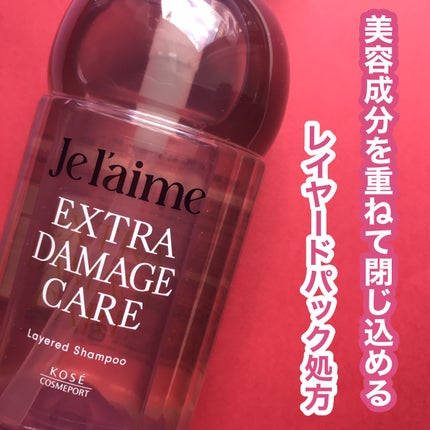 美容成分を重ねて閉じ込める
レイヤードパック処方
Je l'aime
EXTRA
DAMAGE
CARE
Layered Shampoo
KOSÉ
COSMEPORT